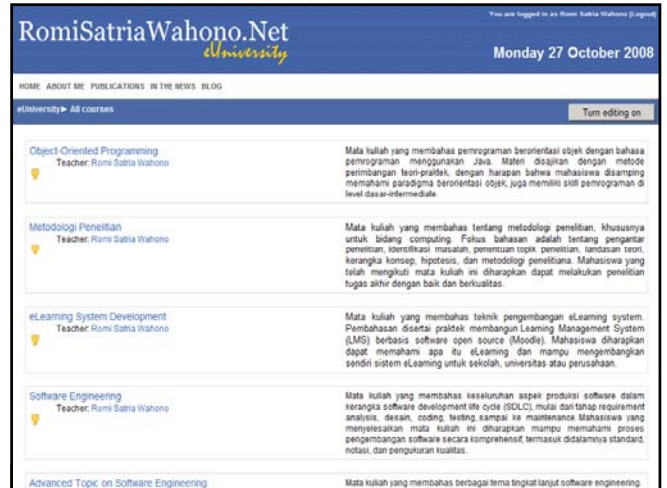 You are logged in as Romi Satria Wahono (Logout)
RomiSatriaWahono.Net
eUniversity
Monday 27 October 2008
HOME ABOUT ME PUBLICATIONS IN THE NEWS BLOG
eUniversity► All courses
Turn editing on
Object-Oriented Programming
Teacher: Romi Satria Wahono
Mata kuliah yang membahas pemrograman berorientasi objek dengan bahasa
pemrograman menggunakan Java. Materi disajikan dengan metode
perimbangan teori-praktek, dengan harapan bahwa mahasiswa disamping
memahami paradigma berorientasi objek, juga memiliki skill pemrograman di
level dasar-intermediate.
Metodologi Penelitian
Teacher: Romi Satria Wahono
Mata kuliah yang membahas tentang metodologi penelitian, khususnya
untuk bidang computing. Fokus bahasan adalah tentang pengantar
penelitian, identifikasi masalah, penentuan topik penelitian, landasan teori,
kerangka konsep, hipotesis, dan metodologi penelitiana. Mahasiswa yang
telah mengikuti mata kuliah ini diharapkan dapat melakukan penelitian
tugas akhir dengan baik dan berkualitas.
eLearning System Development
Teacher: Romi Satria Wahono
Mata kuliah yang membahas teknik pengembangan eLearning system.
Pembahasan disertai praktek membangun Learning Management System
(LMS) berbasis software open source (Moodle). Mahasiswa diharapkan
dapat memahami apa itu eLearning dan mampu mengembangkan
sendiri sistem eLearning untuk sekolah, universitas atau perusahaan.
Software Engineering
Teacher: Romi Satria Wahono
Mata kuliah yang membahas keseluruhan aspek produksi software dalam
kerangka software development life cycle (SDLC), mulai dari tahap requirement
analysis, desain, coding, testing sampai ke maintenance. Mahasiswa yang
menyelesaikan mata kuliah ini diharapkan mampu memahami proses
pengembangan software secara komprehensif, termasuk didalamnya standard,
notasi, dan pengukuran kualitas.
Advanced Topic on Software Engineering
Mata kuliah yang membahas berbagai tema tingkat lanjut software engineering.